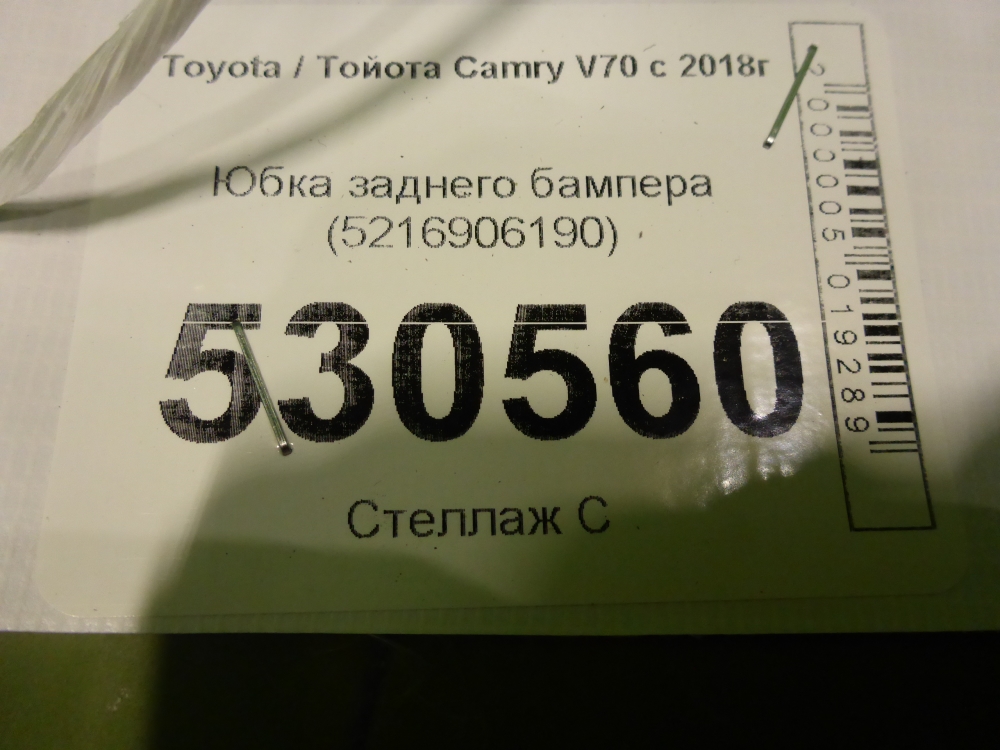 Toyota / Тойота Camry V70 с 2018г
Юбка заднего бампера
(5216906190)
530560
Стеллаж С
2000005019289